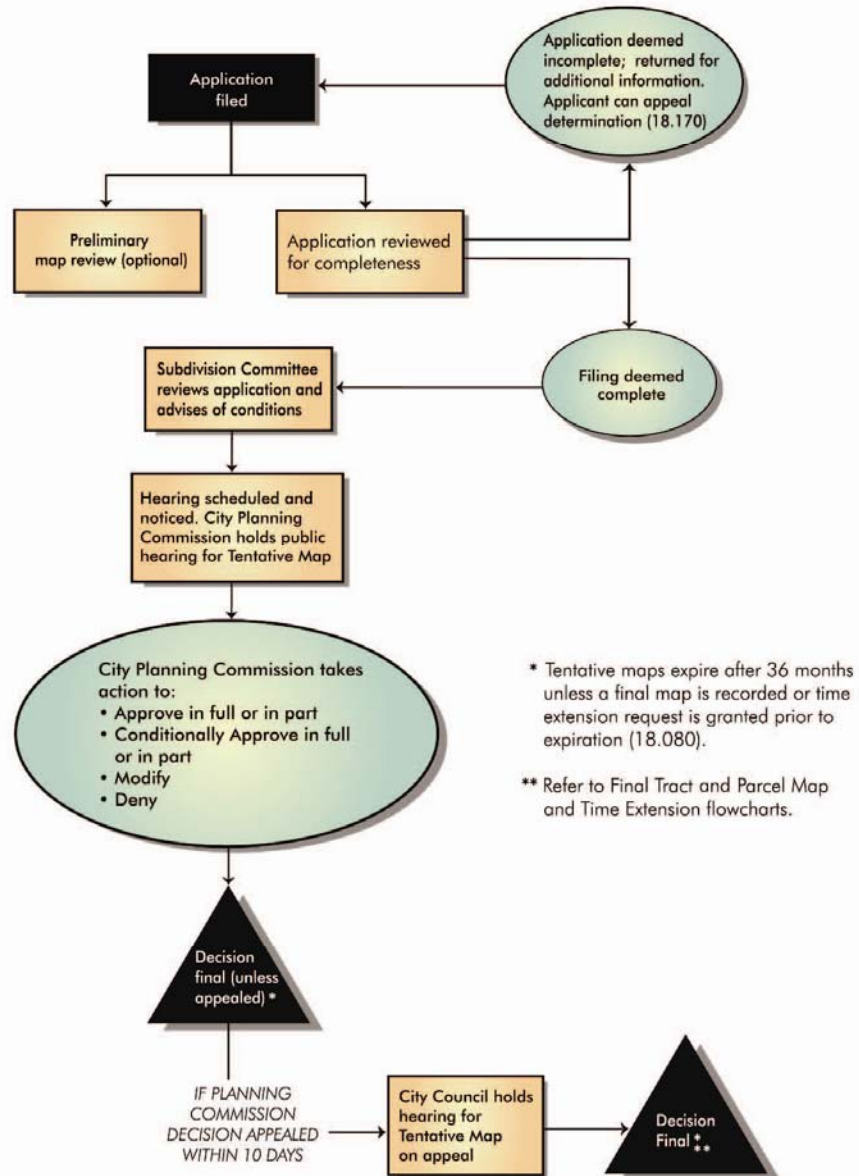 Application
filed
Application deemed
incomplete; returned for
additional information.
Applicant can appeal
determination (18.170)
Preliminary
map review (optional)
Application reviewed
for completeness
Filing deemed
complete
Subdivision Committee
reviews application and
advises of conditions
Hearing scheduled and
noticed. City Planning
Commission holds public
hearing for Tentative Map
City Planning Commission takes
action to:
• Approve in full or in part
• Conditionally Approve in full
or in part
• Modify
• Deny
* Tentative maps expire after 36 months
unless a final map is recorded or time
extension request is granted prior to
expiration (18.080).
** Refer to Final Tract and Parcel Map
and Time Extension flowcharts.
Decision
final (unless
appealed) *
IF PLANNING
COMMISSION
DECISION APPEALED
WITHIN 10 DAYS
City Council holds
hearing for
Tentative Map
on appeal
Decision
Final *
**